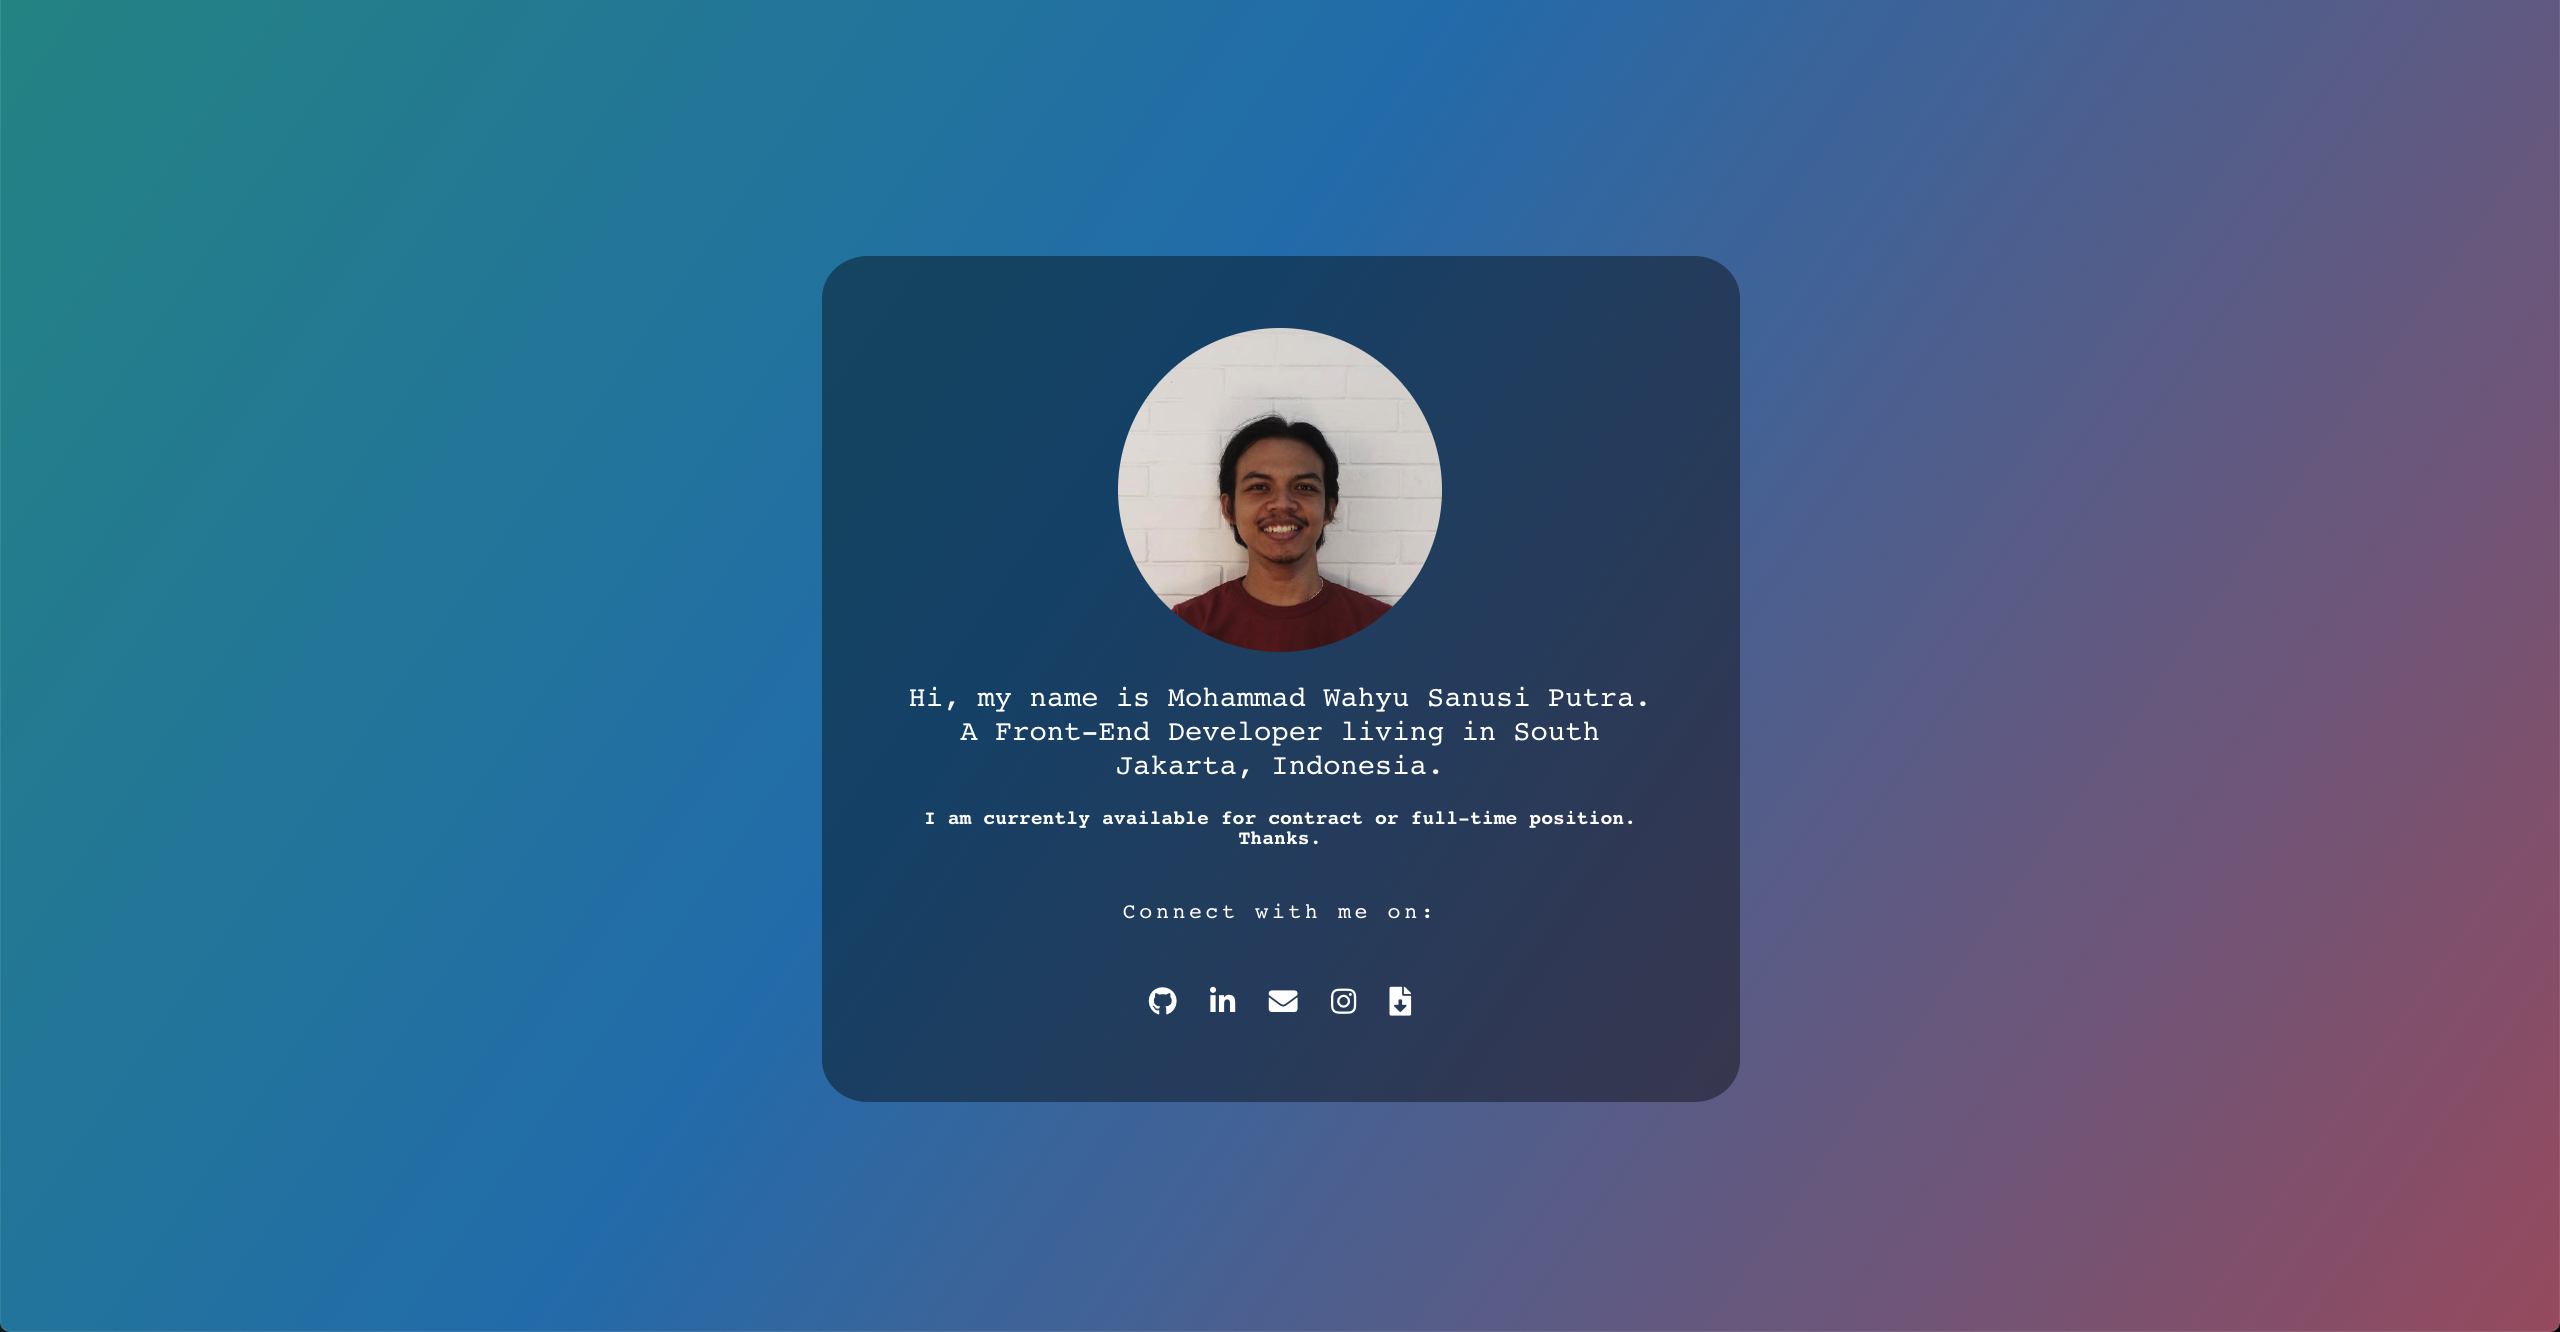 Hi, my name is Mohammad Wahyu Sanusi Putra.
A Front-End Developer living in South
Jakarta, Indonesia.
I am currently available for contract or full-time position.
Thanks.
Connect with me on:
in